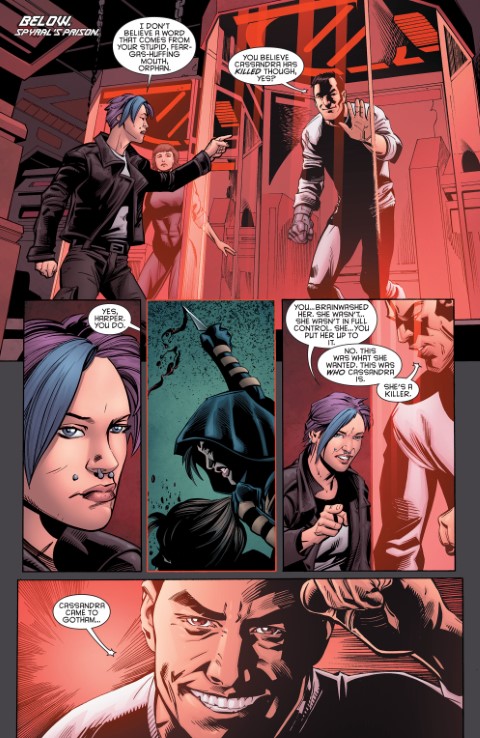 BELOW.
SPYRAL'S PRISON.
I DON'T
BELIEVE A WORD
THAT COMES FROM
YOUR STUPID, FEAR-
GAS-HUFFING
MOUTH,
ORPHAN.
YOU BELIEVE
CASSANDRA HAS
KILLED THOUGH,
YES?
YES,
HARPER.
YOU DO.
YOU...BRAINWASHED
HER. SHE WASN'T...
SHE WASN'T IN FULL
CONTROL. SHE...YOU
PUT HER UP TO
IT.
NO. THIS
WAS WHAT SHE
WANTED. THIS WAS
WHO CASSANDRA
IS.
SHE'S A
KILLER.
CASSANDRA
CAME TO
GOTHAM...